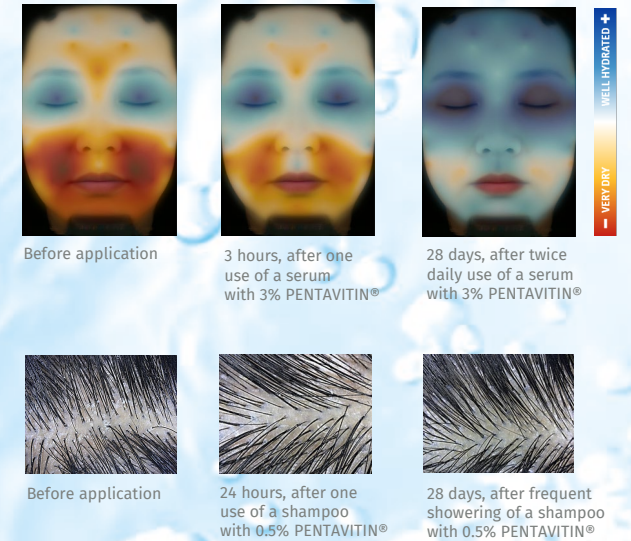 WELL HYDRATED +
VERY DRY
-
Before application
3 hours, after one
use of a serum
with 3% PENTAVITIN®
28 days, after twice
daily use of a serum
with 3% PENTAVITIN®
Before application
24 hours, after one
use of a shampoo
with 0.5% PENTAVITIN®
28 days, after frequent
showering of a shampoo
with 0.5% PENTAVITIN®